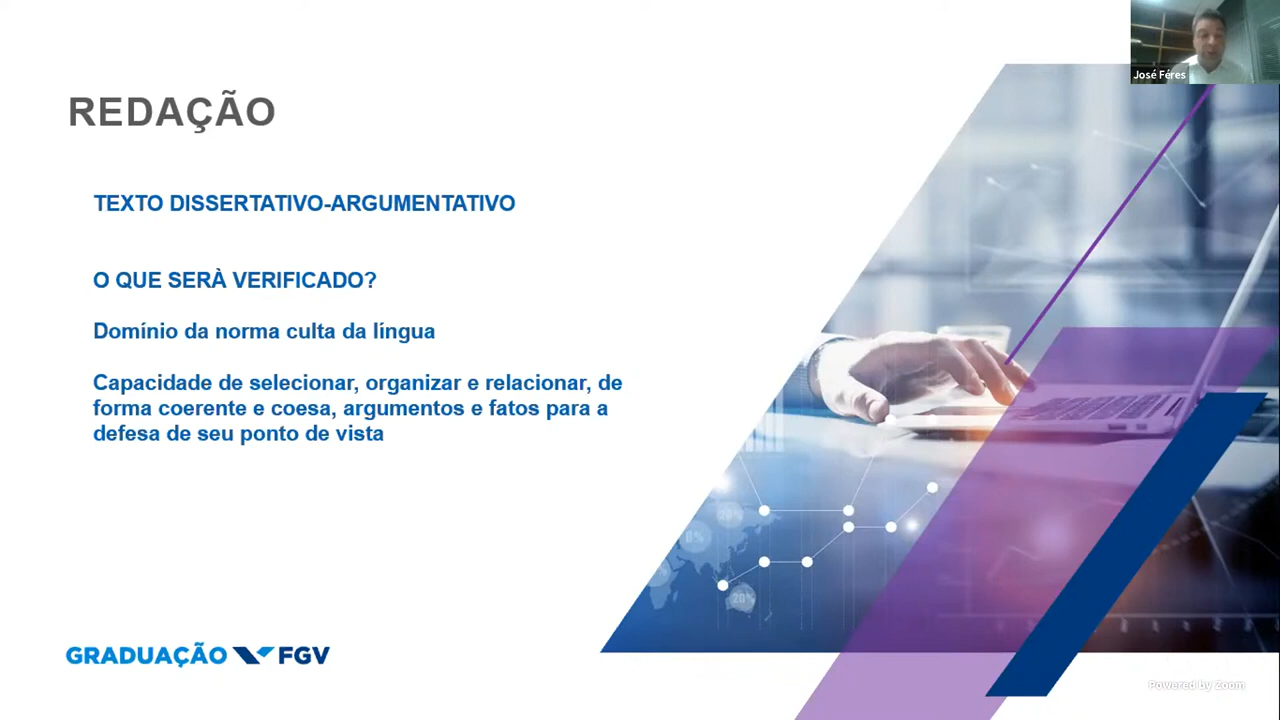 José Féres
REDAÇÃO
TEXTO DISSERTATIVO-ARGUMENTATIVO
O QUE SERÀ VERIFICADO?
Domínio da norma culta da língua
Capacidade de selecionar, organizar e relacionar, de
forma coerente e coesa, argumentos e fatos para a
defesa de seu ponto de vista
8%
20%
GRADUAÇÃO FGV
Powered by Zoom